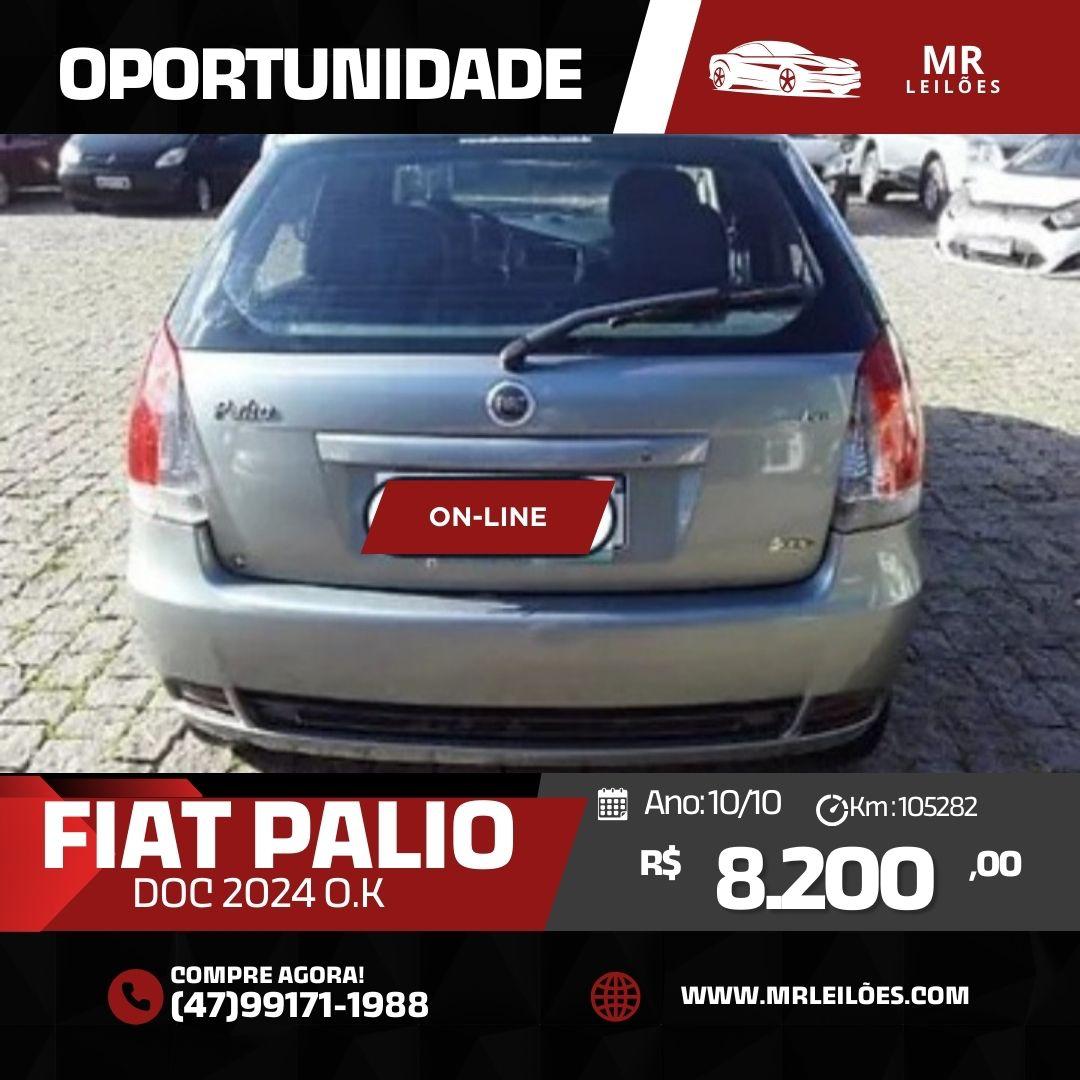 OPORTUNIDADE
MR
LEILÕES
Palio
ON-LINE
FIAT PALIO
DOC 2024 O.K
Ano: 10/10
Km: 105282
R$ 8.200 ,00
COMPRE AGORA!
(47)99171-1988
WWW.MRLEILÕES.COM